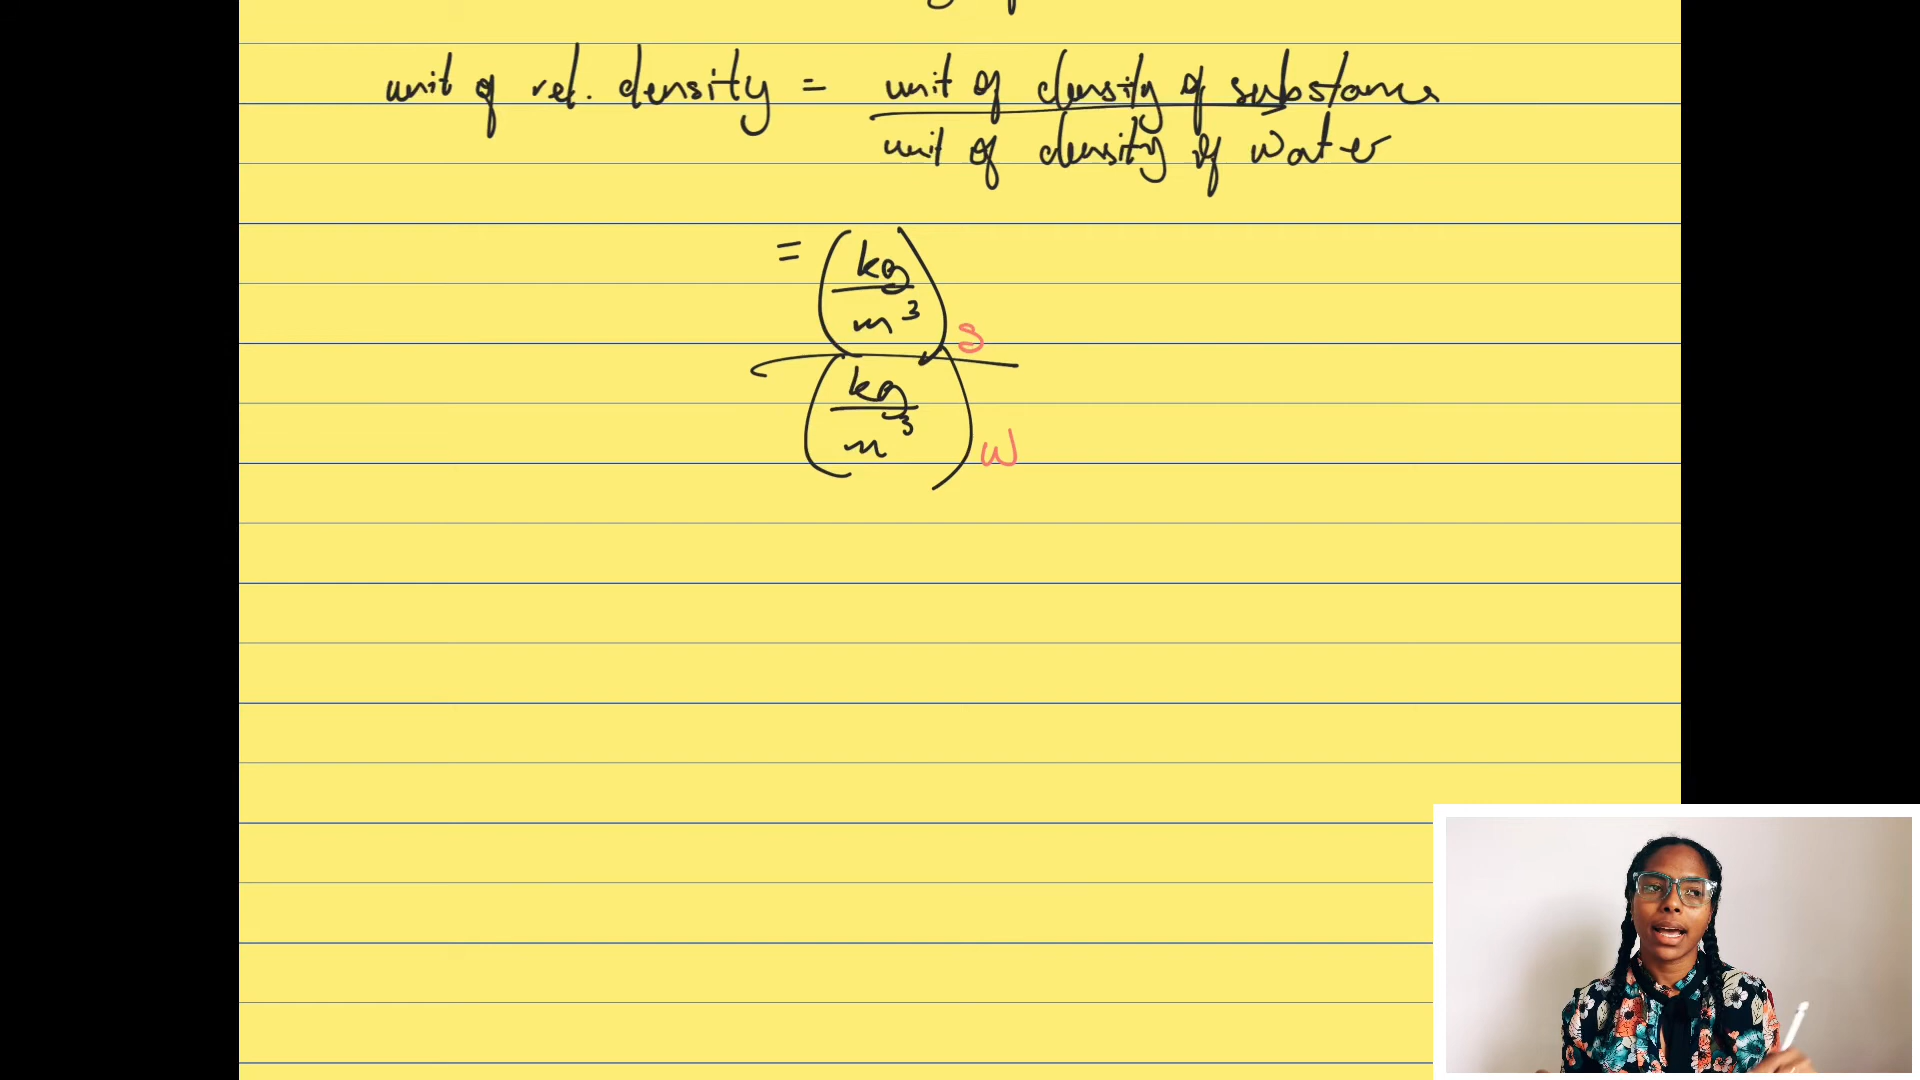 unit of rel. density = unit of density of substance
unit of density of water
= (kg
m³) s
(kg
m³) w